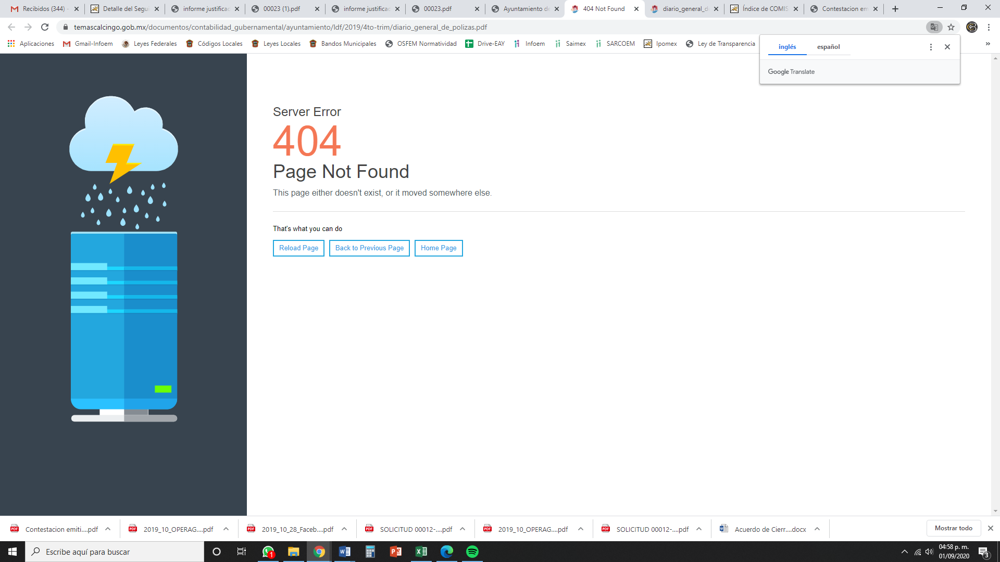 Recibidos (344) -
Detalle del Segui
informe justificac
00023 (1).pdf
informe justificac
00023.pdf
Ayuntamiento de
404 Not Found
diario_general_d
Índice de COMIS
Contestacion em
temascalcingo.gob.mx/documentos/contabilidad_gubernamental/ayuntamiento/ldf/2019/4to-trim/diario_general_de_polizas.pdf
Aplicaciones
Gmail-Infoem
Leyes Federales
Códigos Locales
Leyes Locales
Bandos Municipales
OSFEM Normatividad
Drive-EAY
Infoem
Saimex
SARCOEM
Ipomex
Ley de Transparencia
»
inglés
español
Google Translate
Server Error
404
Page Not Found
This page either doesn't exist, or it moved somewhere else.
That's what you can do
Reload Page
Back to Previous Page
Home Page
Contestacion emiti....pdf
2019_10_OPERAG....pdf
2019_10_28_Faceb....pdf
SOLICITUD 00012-....pdf
2019_10_OPERAG....pdf
SOLICITUD 00012-....pdf
Acuerdo de Cierr....docx
Mostrar todo
Escribe aquí para buscar
1
04:58 p. m.
01/09/2020
3